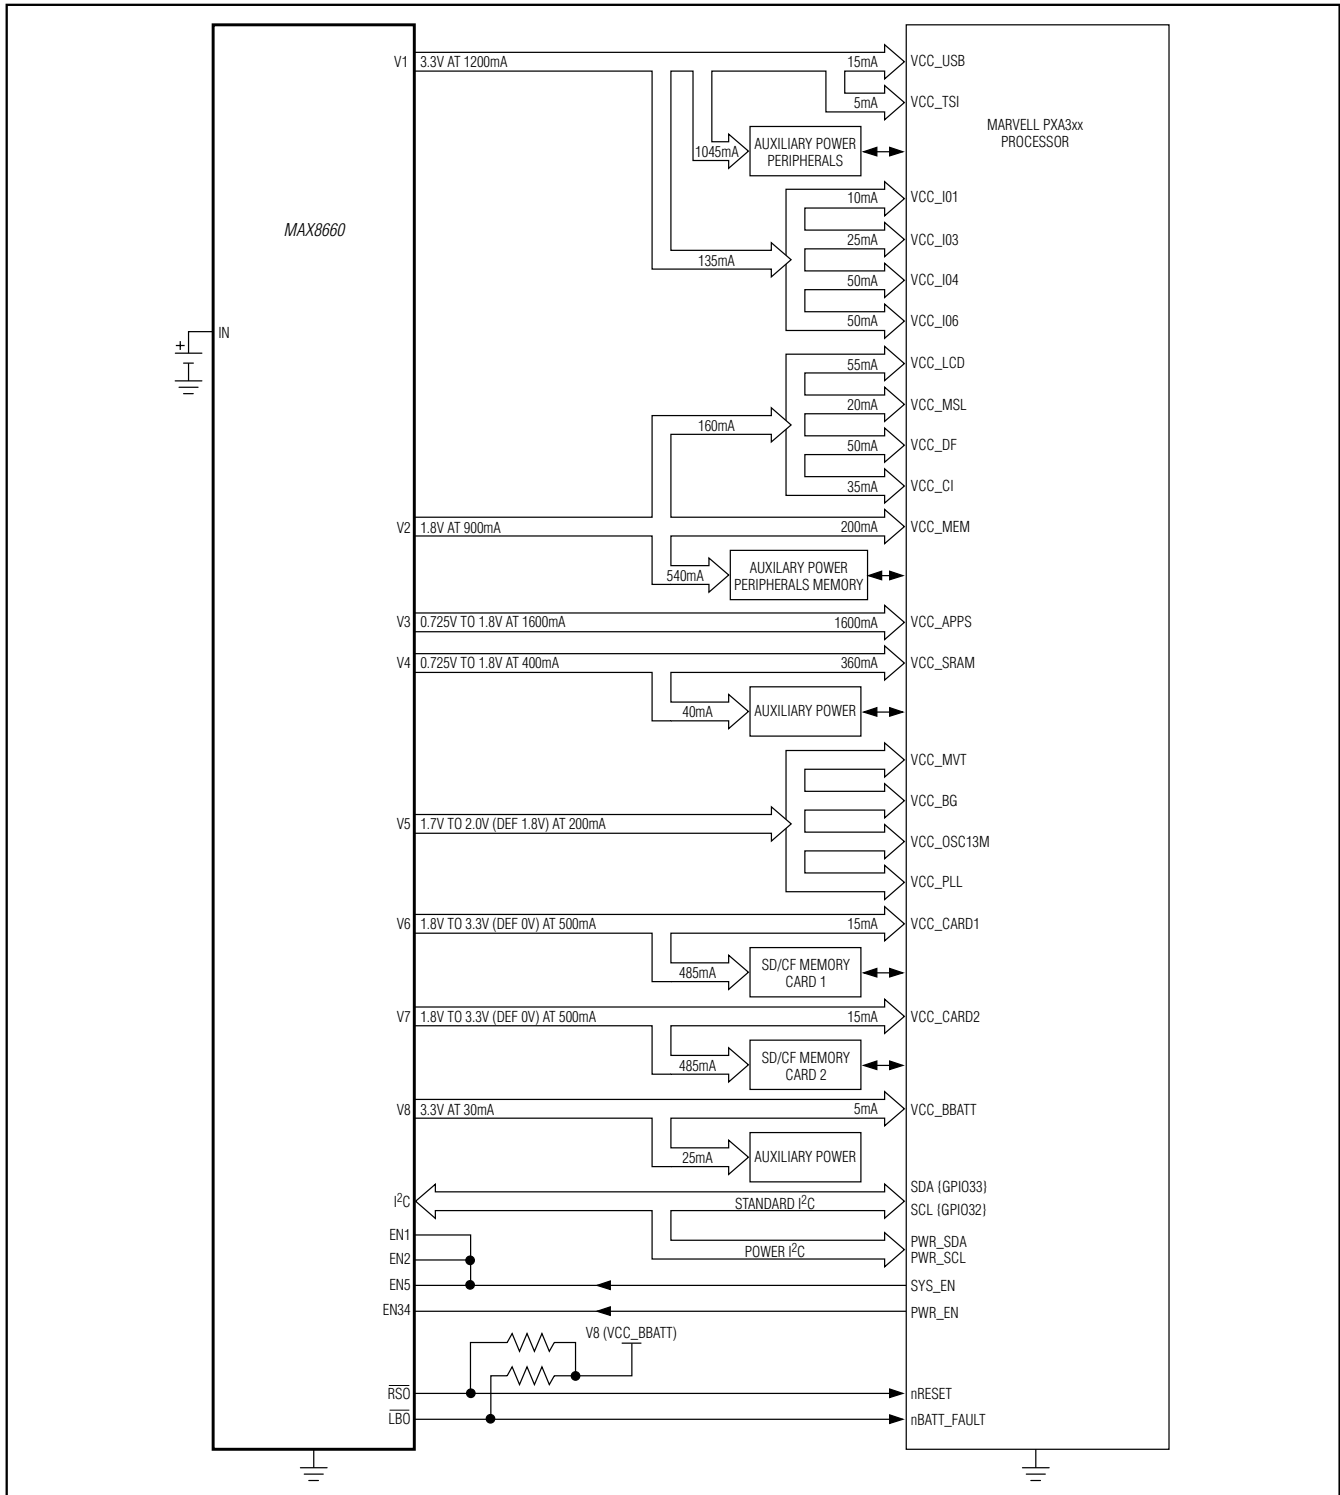 V1 3.3V AT 1200mA
15mA VCC_USB
5mA VCC_TSI
MARVELL PXA3xx
PROCESSOR
1045mA
AUXILIARY POWER
PERIPHERALS
10mA VCC_I01
MAX8660
25mA VCC_I03
135mA
50mA VCC_I04
50mA VCC_I06
IN
+
55mA VCC_LCD
20mA VCC_MSL
160mA
50mA VCC_DF
35mA VCC_CI
V2 1.8V AT 900mA
200mA VCC_MEM
540mA
AUXILARY POWER
PERIPHERALS MEMORY
V3 0.725V TO 1.8V AT 1600mA
1600mA VCC_APPS
V4 0.725V TO 1.8V AT 400mA
360mA VCC_SRAM
40mA
AUXILIARY POWER
VCC_MVT
VCC_BG
V5 1.7V TO 2.0V (DEF 1.8V) AT 200mA
VCC_OSC13M
VCC_PLL
V6 1.8V TO 3.3V (DEF 0V) AT 500mA
15mA VCC_CARD1
485mA
SD/CF MEMORY
CARD 1
V7 1.8V TO 3.3V (DEF 0V) AT 500mA
15mA VCC_CARD2
485mA
SD/CF MEMORY
CARD 2
V8 3.3V AT 30mA
5mA VCC_BBATT
25mA
AUXILIARY POWER
I²C
STANDARD I²C
SDA {GPIO33}
SCL {GPIO32}
POWER I²C
PWR_SDA
PWR_SCL
EN1
EN2
EN5
SYS_EN
EN34
PWR_EN
V8 (VCC_BBATT)
RSO
nRESET
LBO
nBATT_FAULT